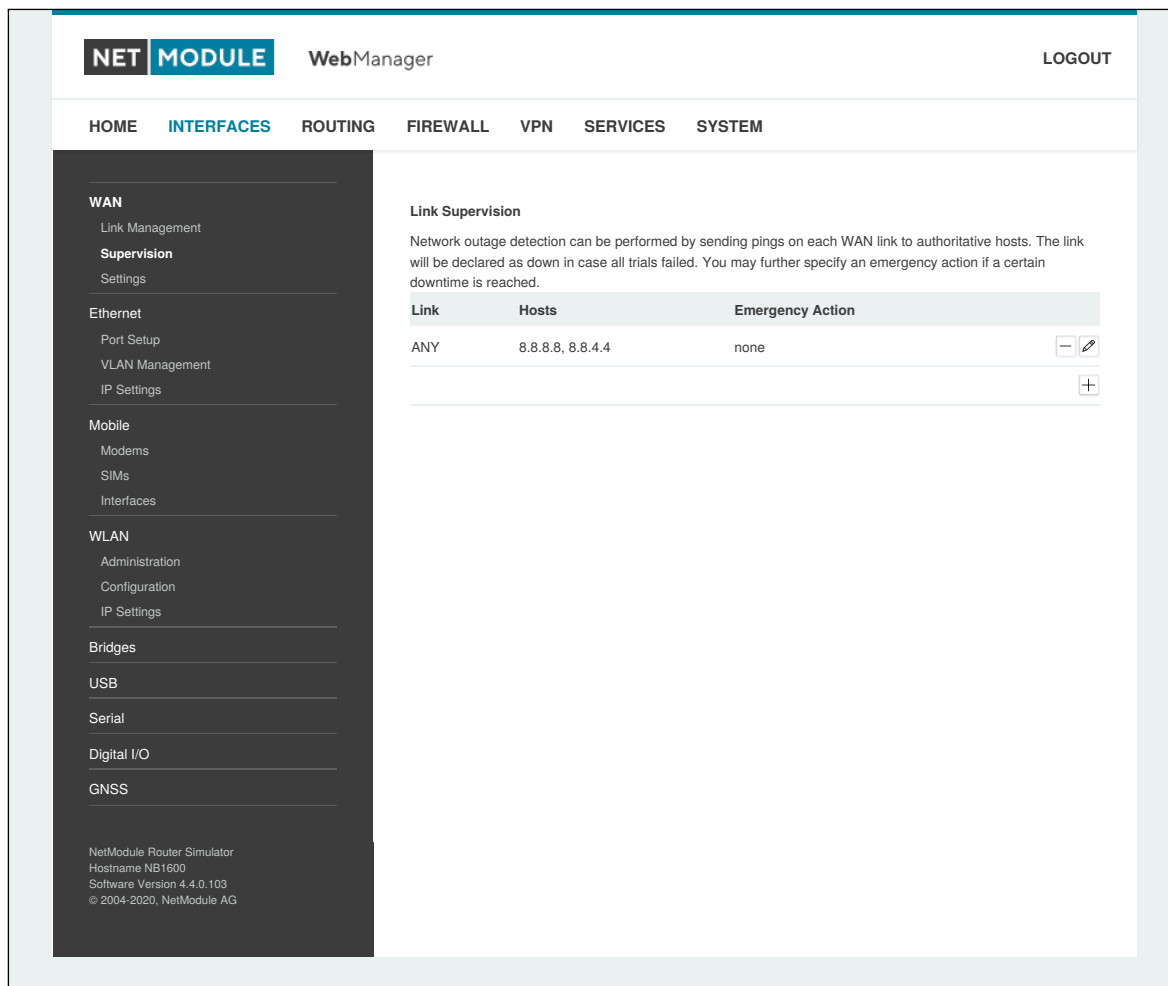 NET MODULE WebManager LOGOUT
HOME INTERFACES ROUTING FIREWALL VPN SERVICES SYSTEM
WAN
Link Management
Supervision
Settings
Ethernet
Port Setup
VLAN Management
IP Settings
Mobile
Modems
SIMs
Interfaces
WLAN
Administration
Configuration
IP Settings
Bridges
USB
Serial
Digital I/O
GNSS
NetModule Router Simulator
Hostname NB1600
Software Version 4.4.0.103
© 2004-2020, NetModule AG
Link Supervision
Network outage detection can be performed by sending pings on each WAN link to authoritative hosts. The link
will be declared as down in case all trials failed. You may further specify an emergency action if a certain
downtime is reached.
Link Hosts Emergency Action
ANY 8.8.8.8, 8.8.4.4 none